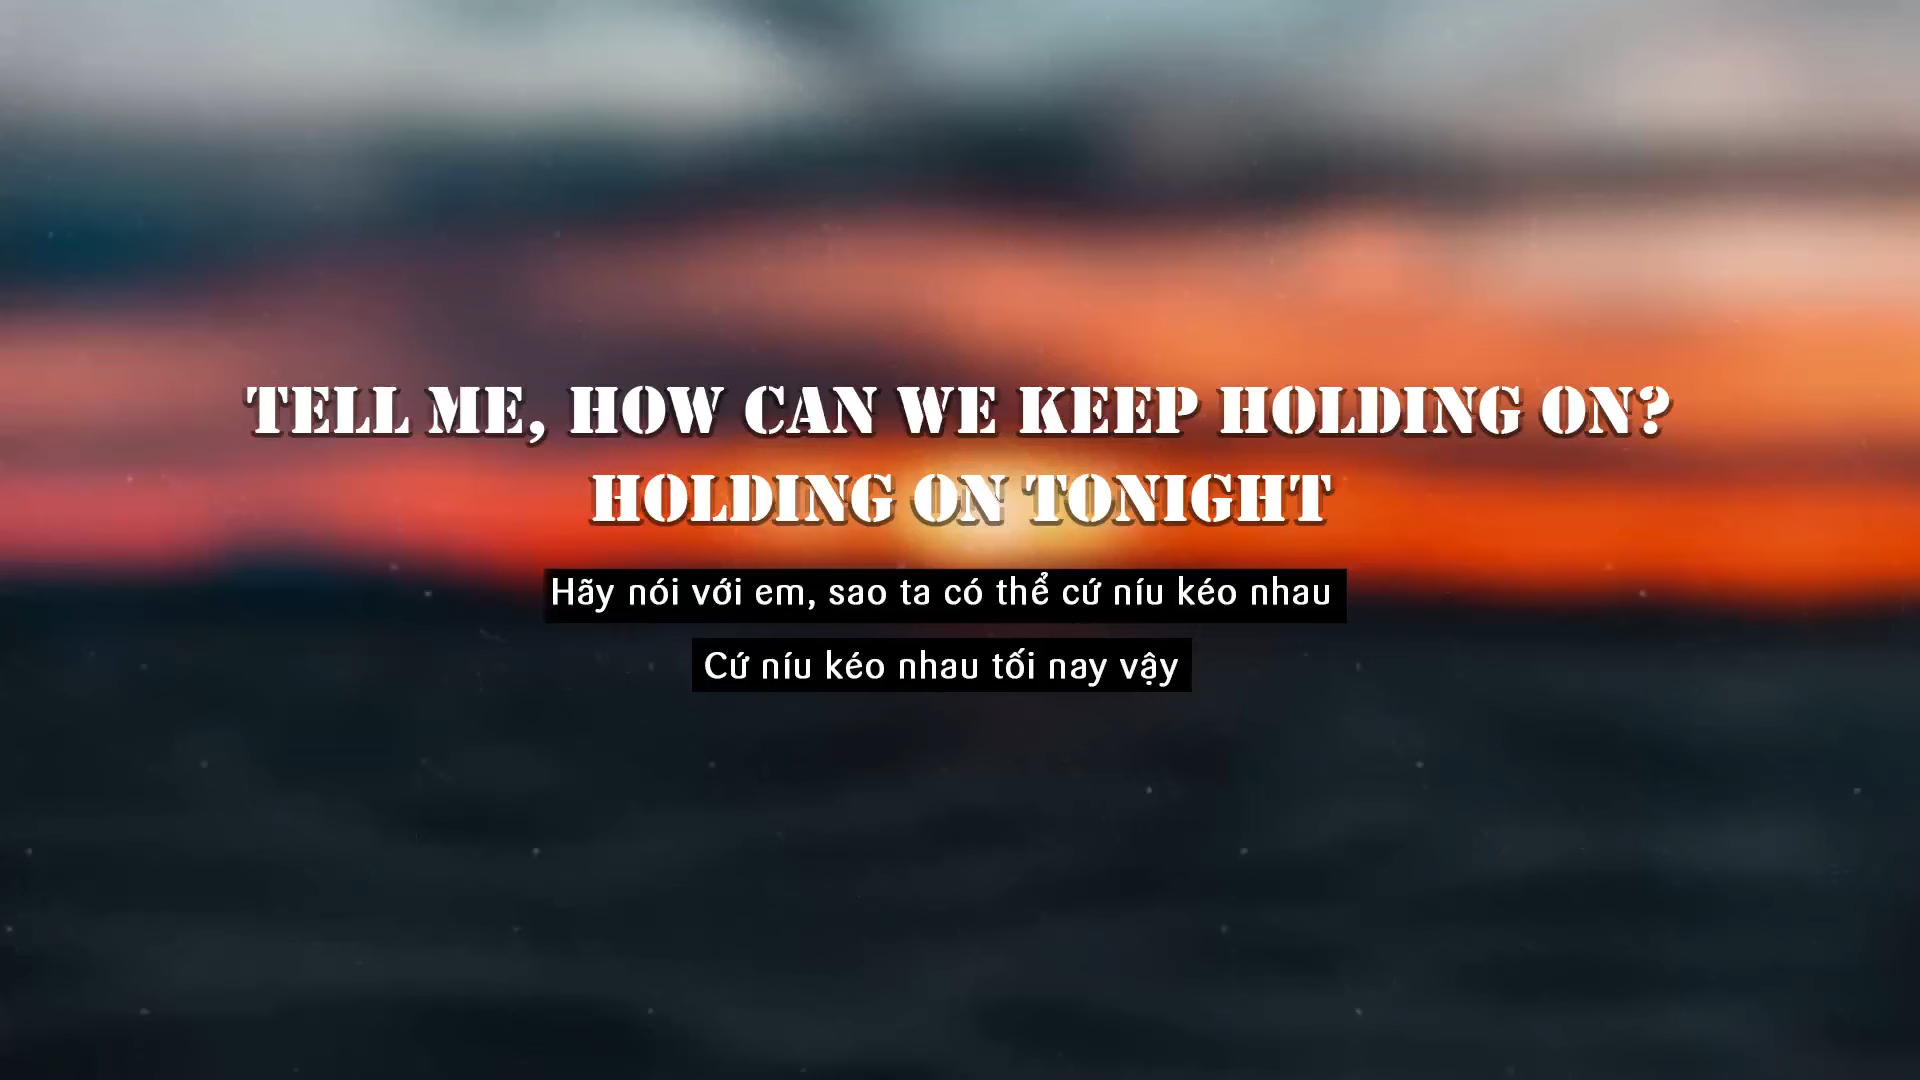 TELL ME, HOW CAN WE KEEP HOLDING ON?
HOLDING ON TONIGHT
Hãy nói với em, sao ta có thể cứ níu kéo nhau
Cứ níu kéo nhau tối nay vậy